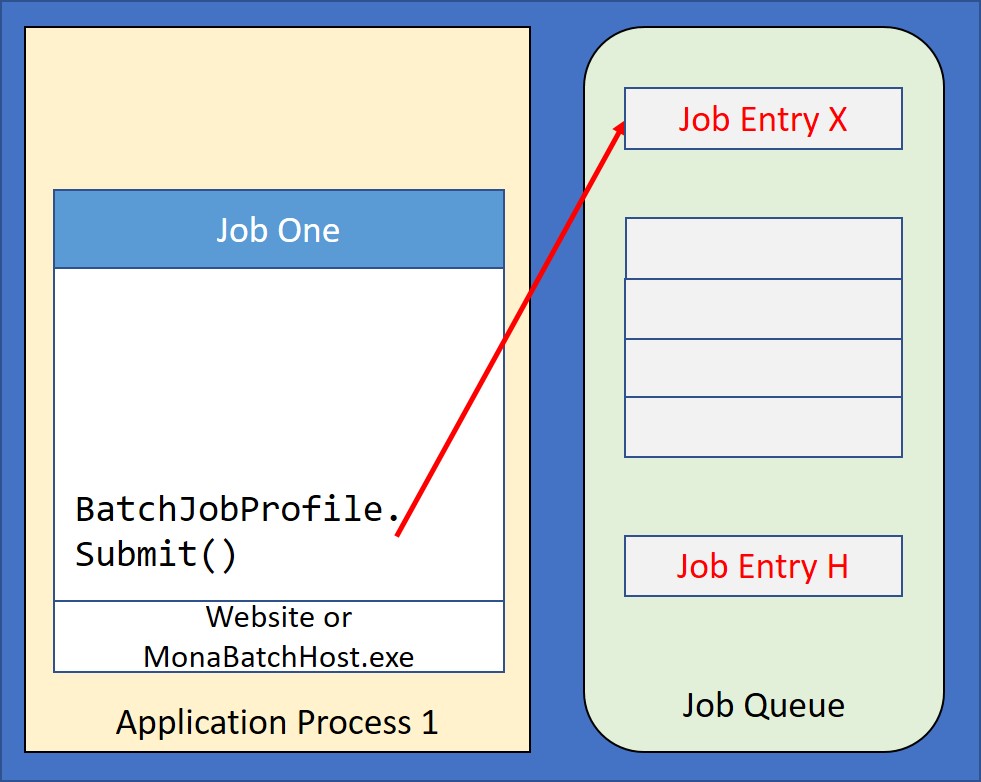 Job One
BatchJobProfile.
Submit()
Website or
MonaBatchHost.exe
Application Process 1
Job Entry X
Job Entry H
Job Queue